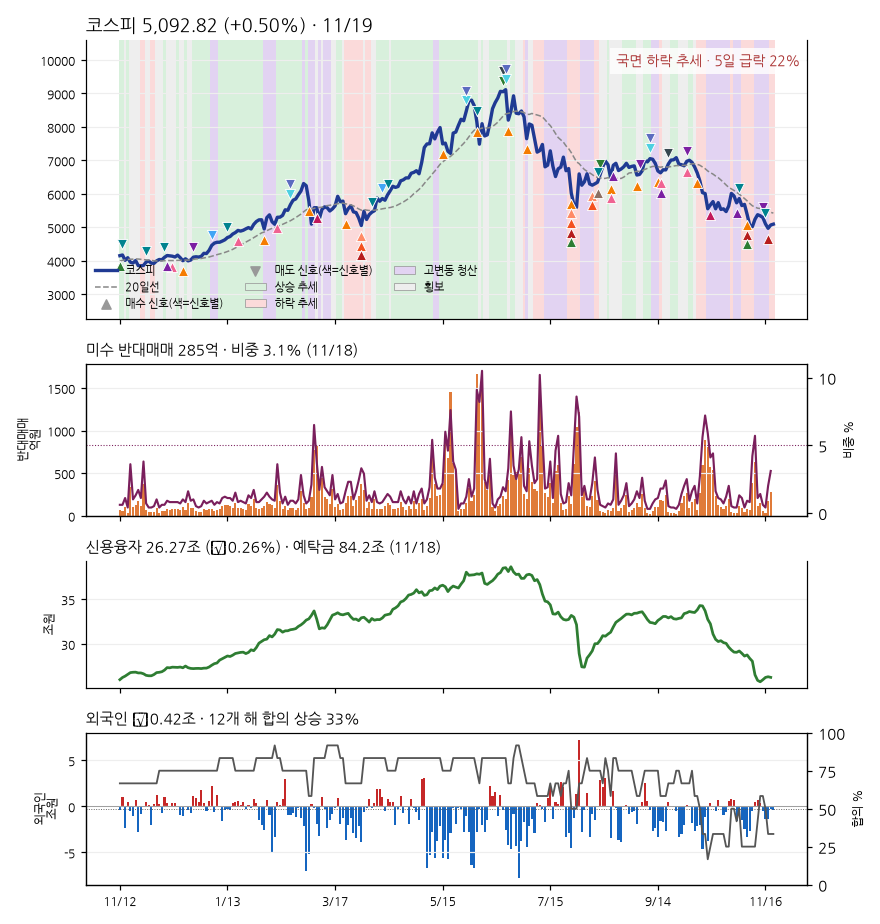 코스피 5,092.82 (+0.50%) · 11/19
국면 하락 추세 · 5일 급락 22%
10000
9000
8000
7000
6000
5000
4000
3000
코스피
20일선
매수 신호(색=신호별)
매도 신호(색=신호별)
상승 추세
하락 추세
고변동 청산
횡보
미수 반대매매 285억 · 비중 3.1% (11/18)
반대매매
억원
1500
1000
500
0
10
5
0
비중 %
신용융자 26.27조 (√0.26%) · 예탁금 84.2조 (11/18)
조원
35
30
외국인 √0.42조 · 12개 해 합의 상승 33%
외국인
조원
5
0
-5
100
75
50
25
0
합의 %
11/12
1/13
3/17
5/15
7/15
9/14
11/16